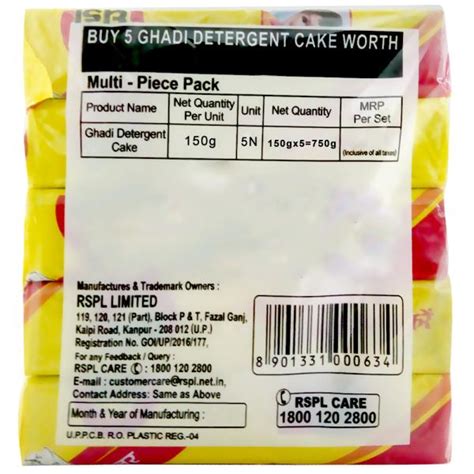 BUY 5 GHADI DETERGENT CAKE WORTH
Multi - Piece Pack
Product Name Net Quantity Per Unit Unit Net Quantity MRP Per Set
Ghadi Detergent Cake 150g 5N 150gx5=750g (Inclusive of all taxes)
Manufactures & Trademark Owners :
RSPL LIMITED
119, 120, 121 (Part), Block P & T, Fazal Ganj,
Kalpi Road, Kanpur - 208 012 (U.P.)
Registration No. GOI/UP/2016/177,
For any Feedback / Query :
RSPL CARE : 1800 120 2800
E-mail : customercare@rspl.net.in,
Contact Address: Same as Above
Month & Year of Manufacturing :
U.P.P.C.B. R.O. PLASTIC REG.-04
8 901331 000634
RSPL CARE
1800 120 2800